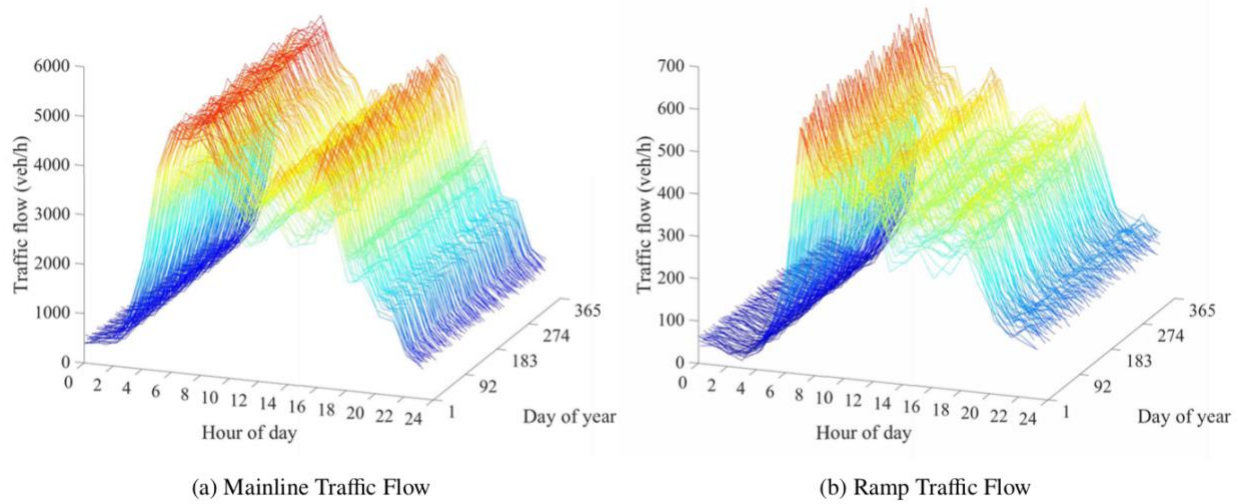 6000
5000
4000
3000
2000
1000
0
Traffic flow (veh/h)
0 2 4 6 8 10 12 14 16 18 20 22 24
Hour of day
1 92 183 274 365
Day of year
(a) Mainline Traffic Flow
700
600
500
400
300
200
100
0
Traffic flow (veh/h)
0 2 4 6 8 10 12 14 16 18 20 22 24
Hour of day
1 92 183 274 365
Day of year
(b) Ramp Traffic Flow